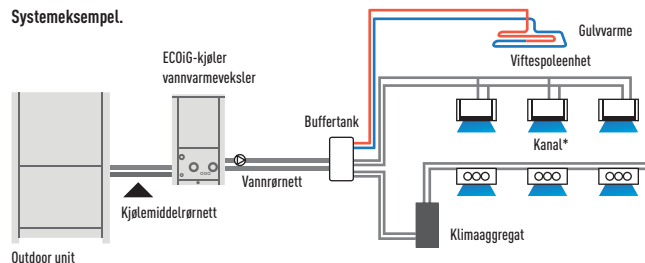 Systemeksempel.
ECOiG-kjøler
vannvarmeveksler
Gulvvarme
Viftespoleenhet
Buffertank
Kanal*
Vannrørnett
Kjølemiddelrørnett
Klimaaggregat
Outdoor unit